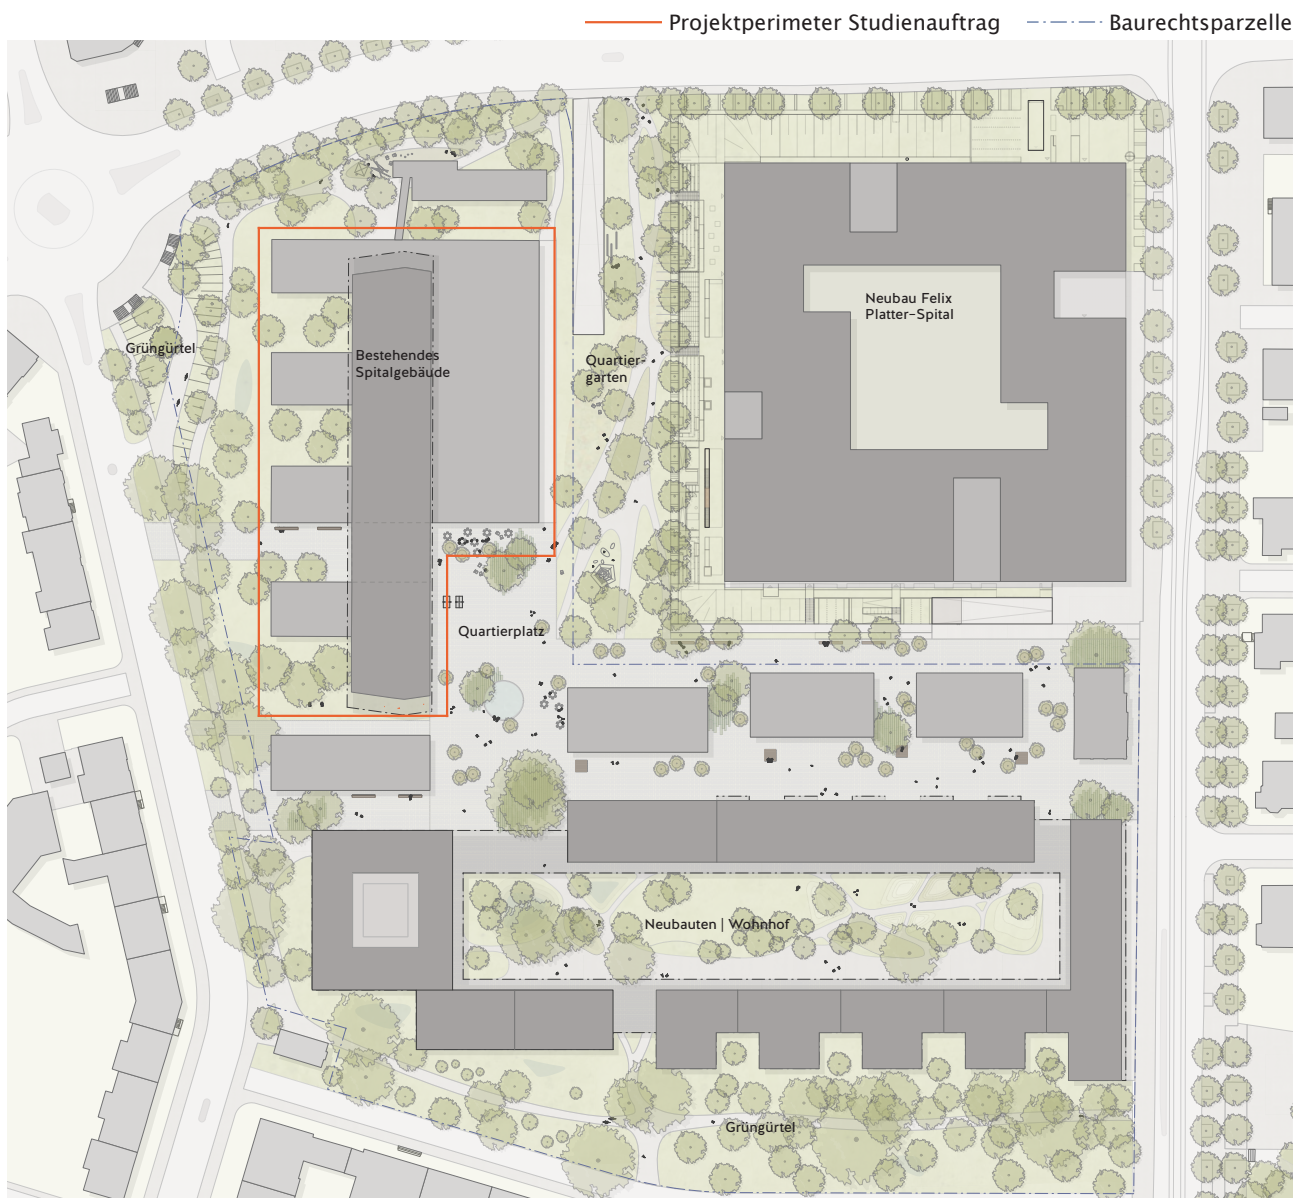 Projektperimeter Studienauftrag
Baurechtsparzelle
Neubau Felix
Platter-Spital
Grüngürtel
Bestehendes
Spitalgebäude
Quartier-
garten
Quartierplatz
Neubauten | Wohnhof
Grüngürtel